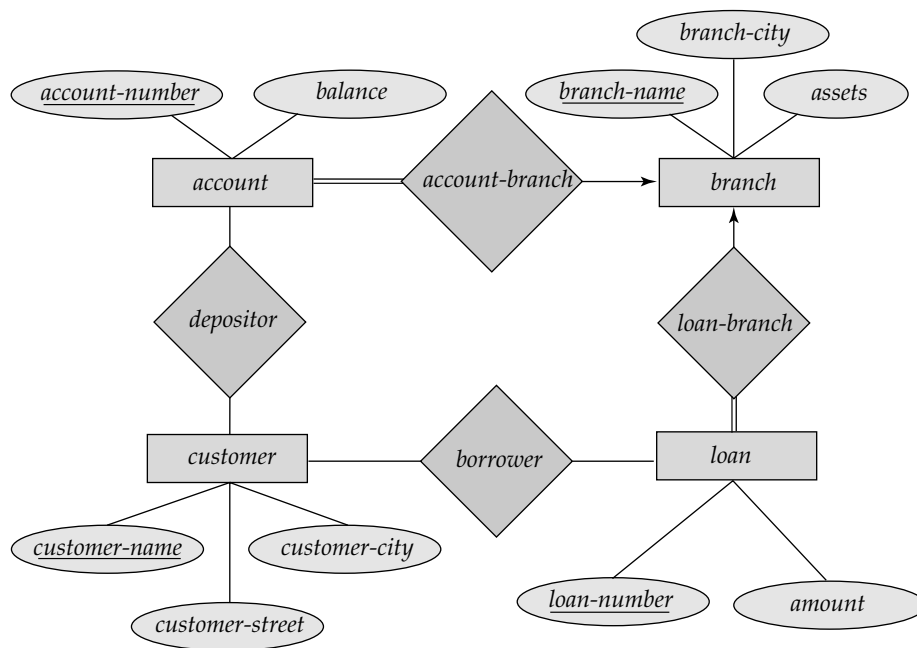 branch-city
account-number
balance
branch-name
assets
account
account-branch
branch
depositor
loan-branch
customer
borrower
loan
customer-name
customer-city
loan-number
amount
customer-street